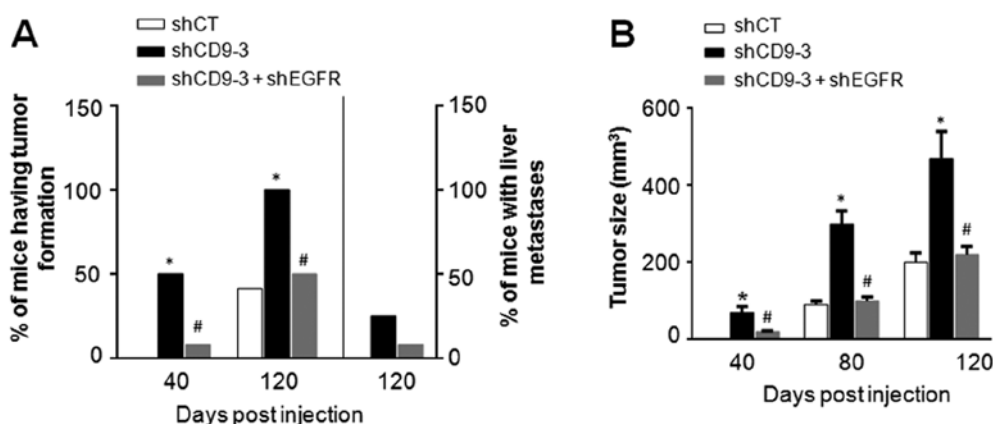 A
shCT
shCD9-3
shCD9-3 + shEGFR
% of mice having tumor
formation
150
100
50
0
*
#
*
#
40
120
120
150
100
50
0
% of mice with liver
metastases
Days post injection
B
shCT
shCD9-3
shCD9-3 + shEGFR
Tumor size (mm³)
600
400
200
0
*
#
*
#
*
#
40
80
120
Days post injection